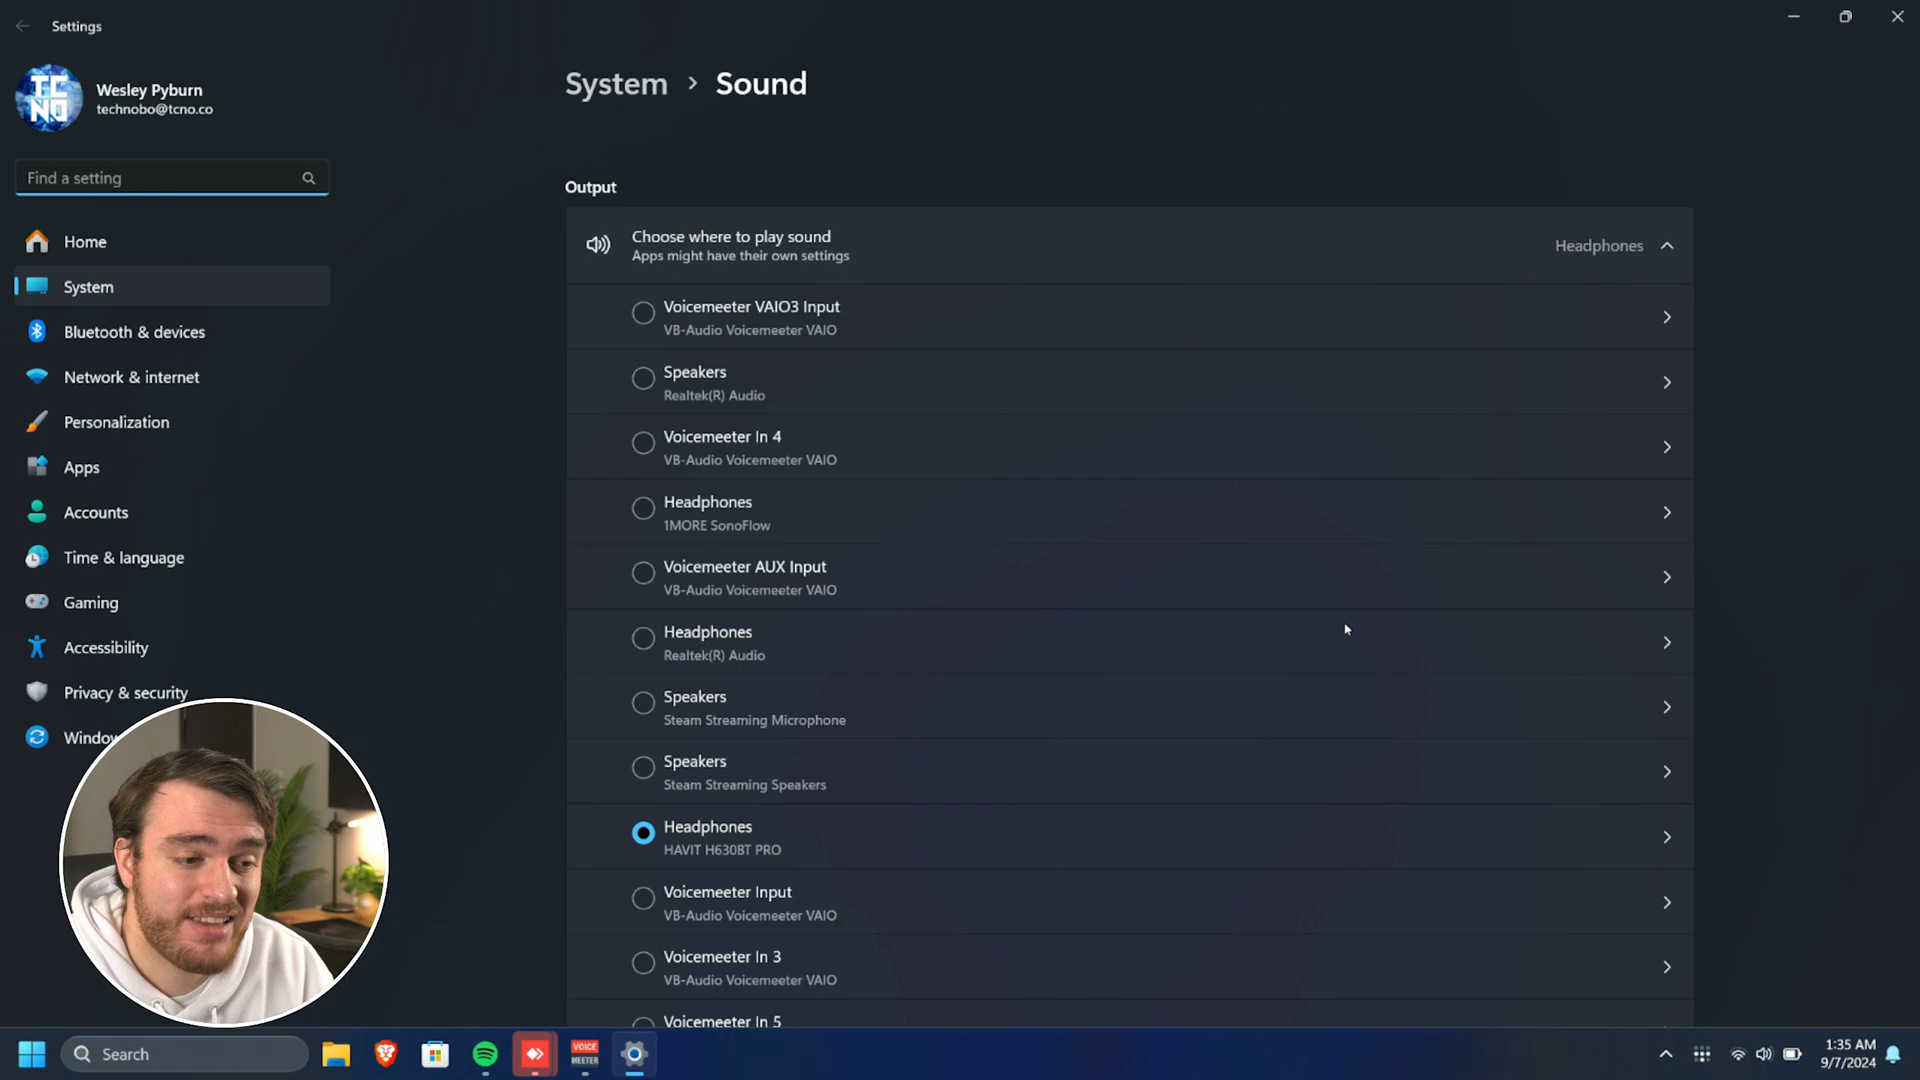 Settings
TC
NO
Wesley Pyburn
technobo@tcno.co
Find a setting
Home
System
Bluetooth & devices
Network & internet
Personalization
Apps
Accounts
Time & language
Gaming
Accessibility
Privacy & security
Window
System > Sound
Output
Choose where to play sound
Apps might have their own settings
Headphones
Voicemeeter VAIO3 Input
VB-Audio Voicemeeter VAIO
Speakers
Realtek(R) Audio
Voicemeeter In 4
VB-Audio Voicemeeter VAIO
Headphones
1MORE SonoFlow
Voicemeeter AUX Input
VB-Audio Voicemeeter VAIO
Headphones
Realtek(R) Audio
Speakers
Steam Streaming Microphone
Speakers
Steam Streaming Speakers
Headphones
HAVIT H630BT PRO
Voicemeeter Input
VB-Audio Voicemeeter VAIO
Voicemeeter In 3
VB-Audio Voicemeeter VAIO
Voicemeeter In 5
Search
VOICE
MEETER
1:35 AM
9/7/2024